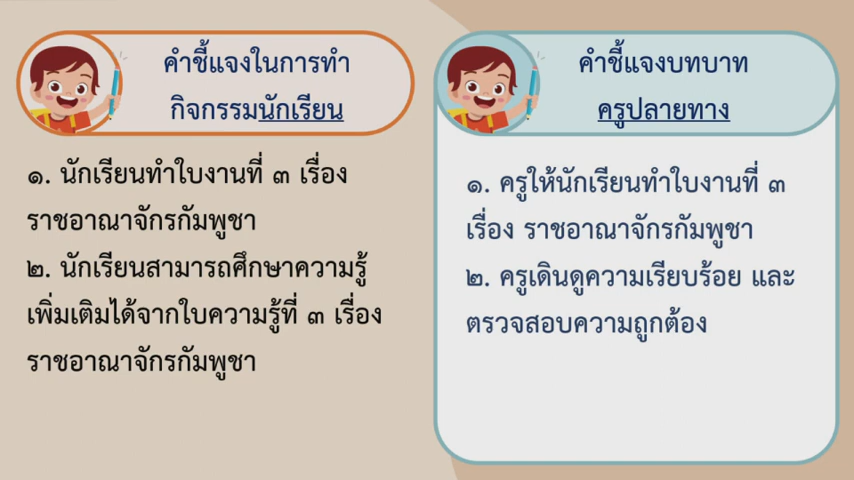 คำชี้แจงในการทำ
กิจกรรมนักเรียน
๑. นักเรียนทำใบงานที่ ๓ เรื่อง
ราชอาณาจักรกัมพูชา
๒. นักเรียนสามารถศึกษาความรู้
เพิ่มเติมได้จากใบความรู้ที่ ๓ เรื่อง
ราชอาณาจักรกัมพูชา
คำชี้แจงบทบาท
ครูปลายทาง
๑. ครูให้นักเรียนทำใบงานที่ ๓
เรื่อง ราชอาณาจักรกัมพูชา
๒. ครูเดินดูความเรียบร้อย และ
ตรวจสอบความถูกต้อง